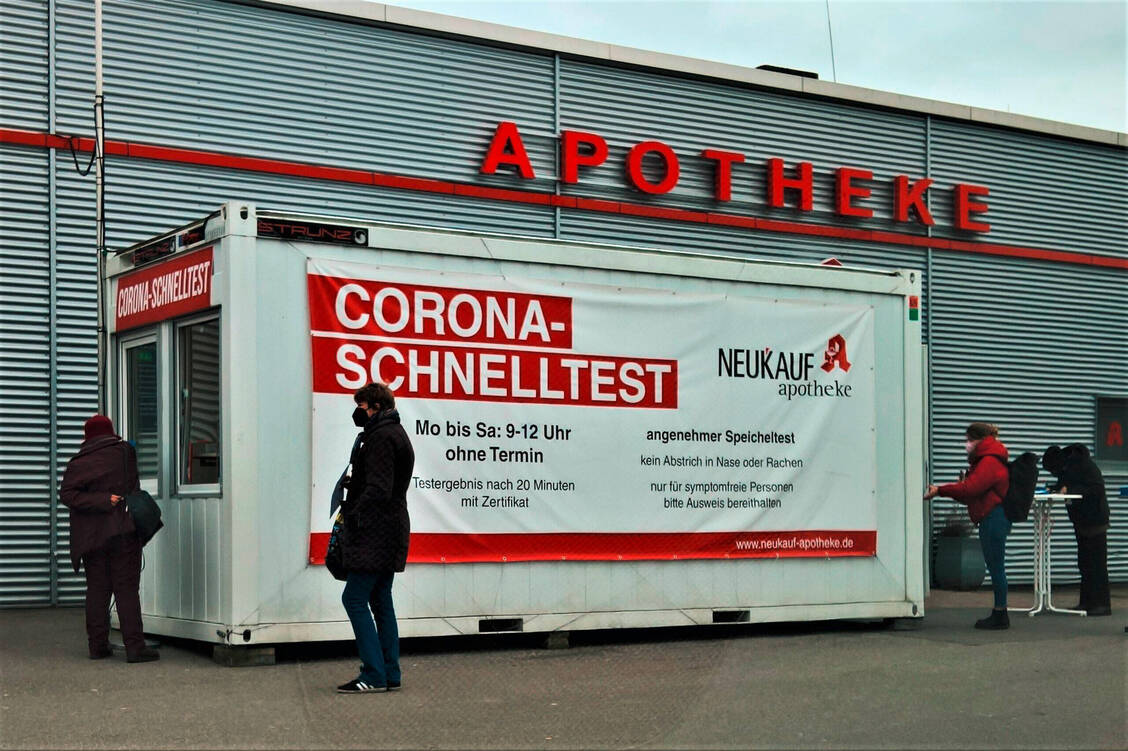 APOTHEKE
STRUNZ
CORONA-SCHNELLTEST
CORONA-
SCHNELLTEST
NEUKAUF
apotheke
Mo bis Sa: 9-12 Uhr
ohne Termin
Testergebnis nach 20 Minuten
mit Zertifikat
angenehmer Speicheltest
kein Abstrich in Nase oder Rachen
nur für symptomfreie Personen
bitte Ausweis bereithalten
www.neukauf-apotheke.de